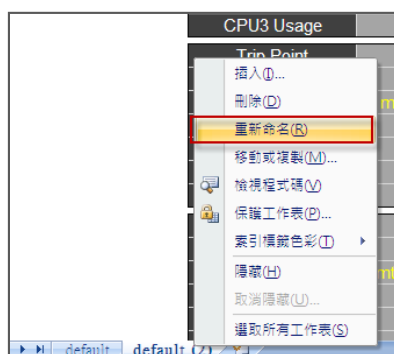 CPU3 Usage
Trip Point
插入(I)...
刪除(D)
重新命名(R)
移動或複製(M)...
檢視程式碼(V)
保護工作表(P)...
索引標籤色彩(T)
隱藏(H)
取消隱藏(U)...
選取所有工作表(S)
default
default (2)